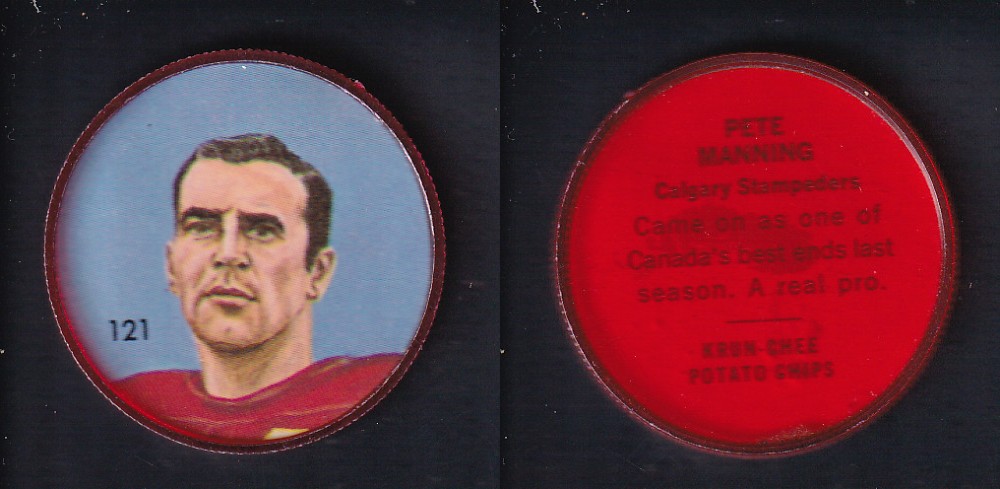 121
PETE
MANNING
Calgary Stampeders
Came on as one of
Canada's best ends last
season. A real pro.
KRUN-CHEE
POTATO CHIPS